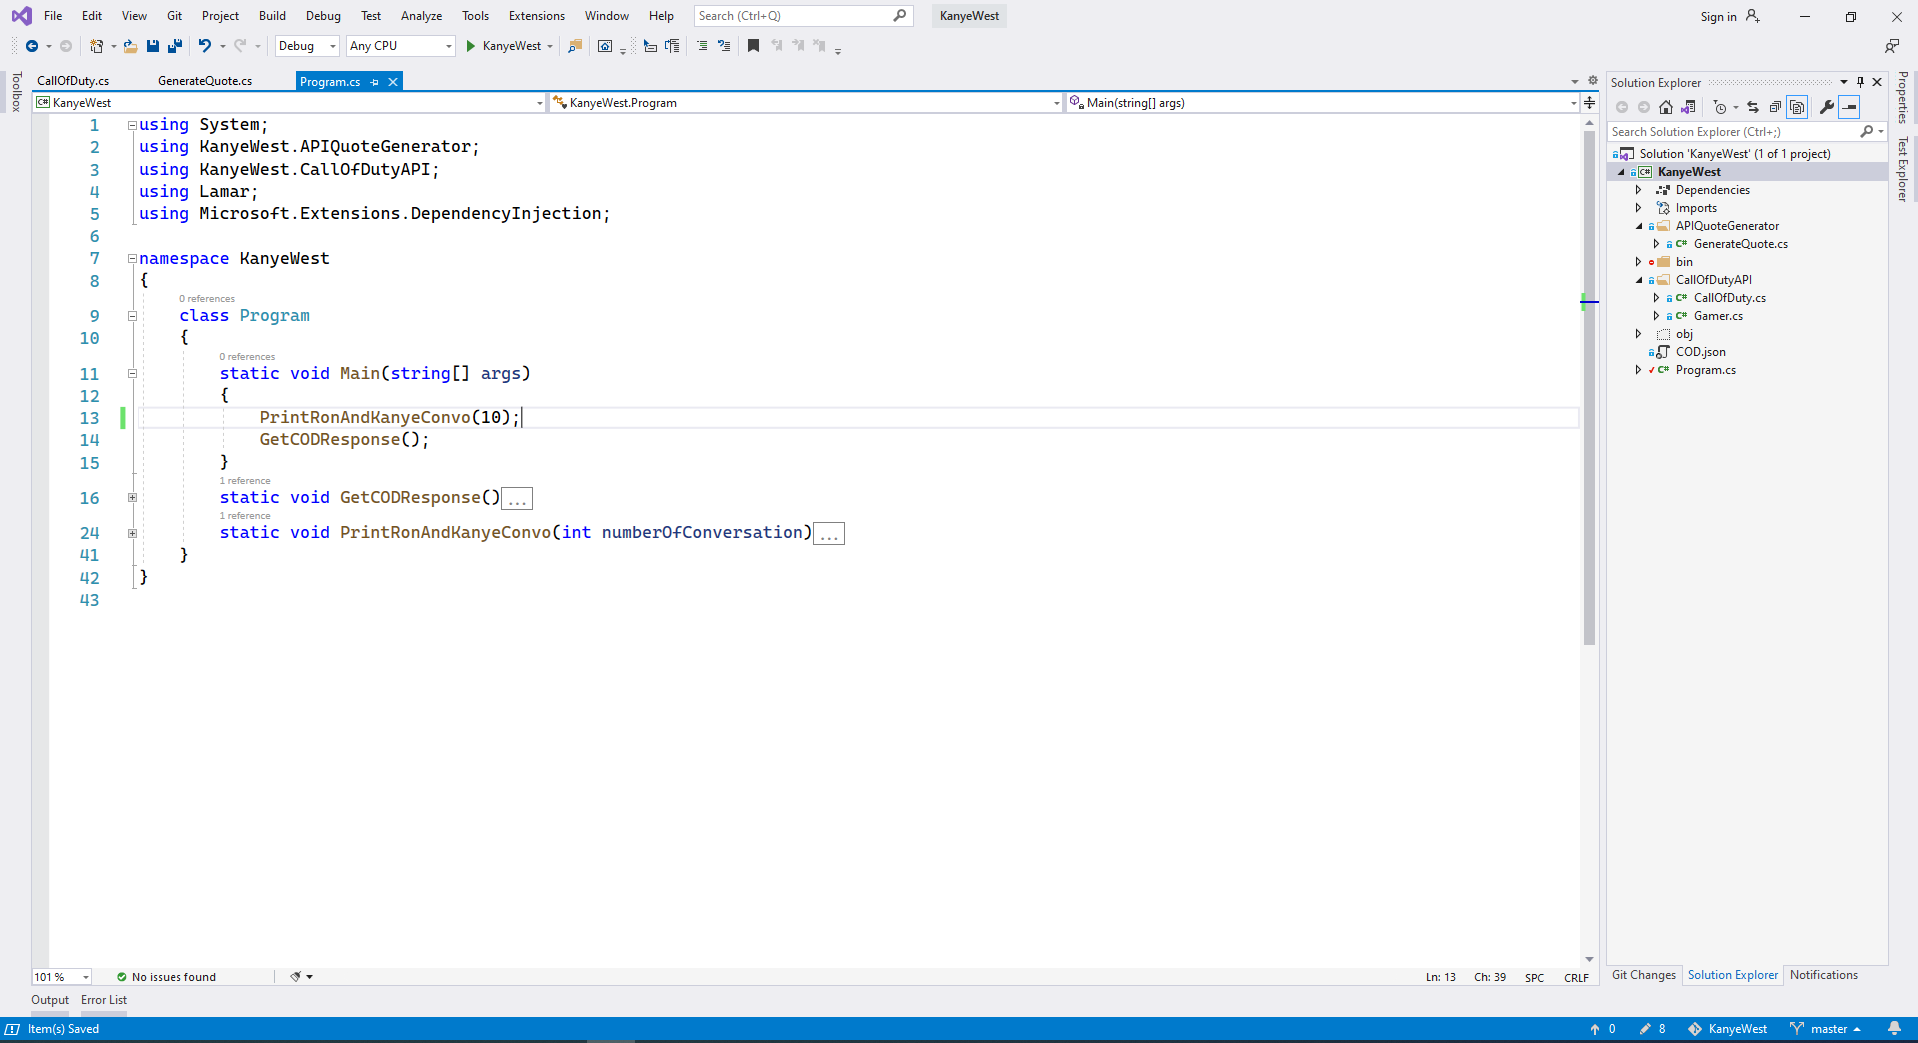 File Edit View Git Project Build Debug Test Analyze Tools Extensions Window Help Search (Ctrl+Q) KanyeWest Sign in
Debug Any CPU KanyeWest
Toolbox
CallOfDuty.cs GenerateQuote.cs Program.cs
KanyeWest KanyeWest.Program Main(string[] args)
1 using System;
2 using KanyeWest.APIQuoteGenerator;
3 using KanyeWest.CallOfDutyAPI;
4 using Lamar;
5 using Microsoft.Extensions.DependencyInjection;
6
7 namespace KanyeWest
8 {
0 references
9 class Program
10 {
0 references
11 static void Main(string[] args)
12 {
13 PrintRonAndKanyeConvo(10);
14 GetCODResponse();
15 }
1 reference
16 static void GetCODResponse()...
1 reference
24 static void PrintRonAndKanyeConvo(int numberOfConversation)...
41 }
42 }
43
101 % No issues found Ln: 13 Ch: 39 SPC CRLF
Output Error List
Solution Explorer
Search Solution Explorer (Ctrl+;)
Solution 'KanyeWest' (1 of 1 project)
C# KanyeWest
Dependencies
Imports
APIQuoteGenerator
C# GenerateQuote.cs
bin
CallOfDutyAPI
C# CallOfDuty.cs
C# Gamer.cs
obj
COD.json
C# Program.cs
Git Changes Solution Explorer Notifications
Properties
Test Explorer
Item(s) Saved 0 8 KanyeWest master